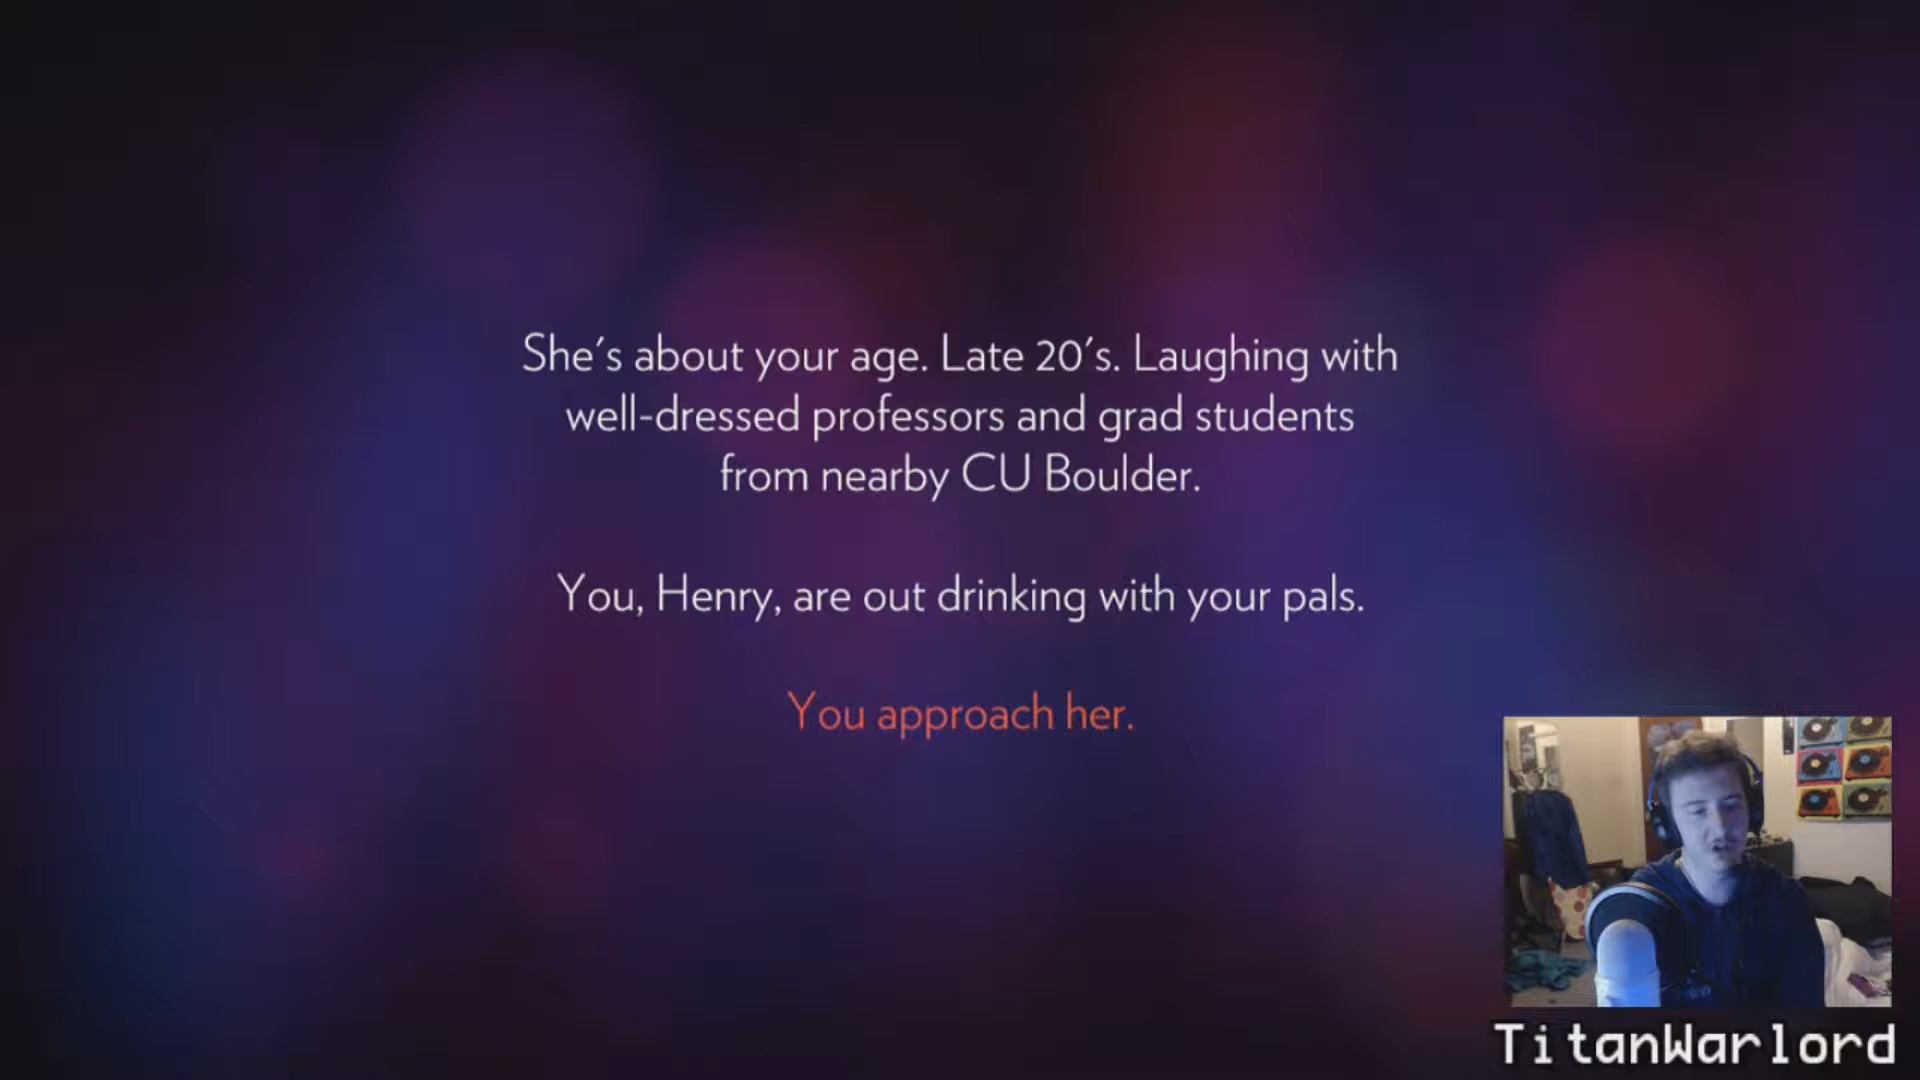 She's about your age. Late 20's. Laughing with
well-dressed professors and grad students
from nearby CU Boulder.
You, Henry, are out drinking with your pals.
You approach her.
TitanWarlord